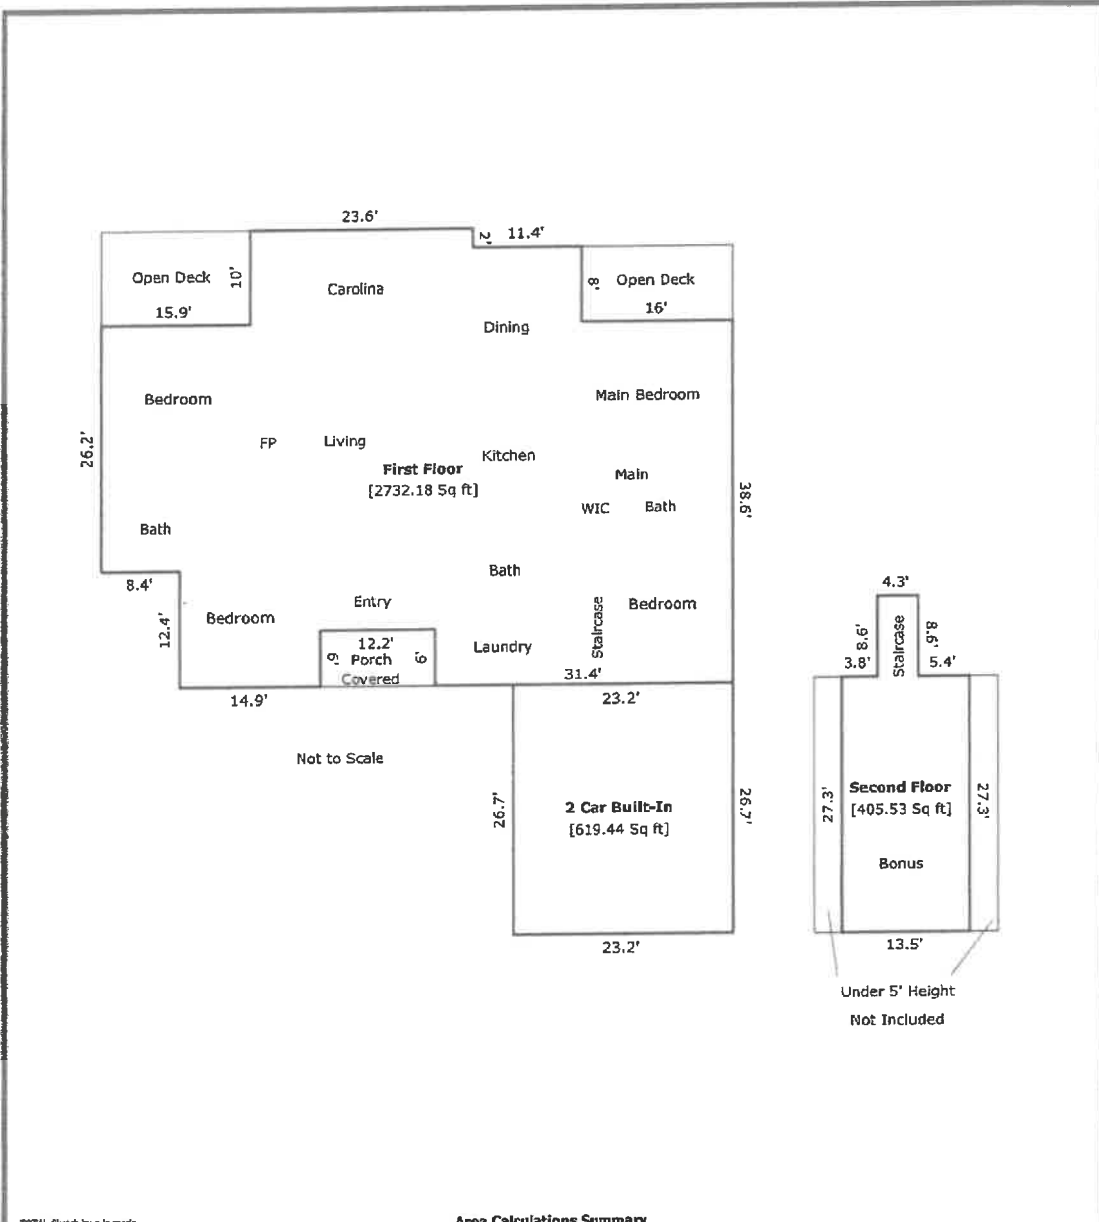 23.6'
2'
11.4'
Open Deck
10'
15.9'
Carolina
8'
Open Deck
16'
Dining
Bedroom
Main Bedroom
26.2'
FP
Living
Kitchen
First Floor
[2732.18 Sq ft]
Main
WIC
Bath
38.6'
Bath
8.4'
12.4'
Bath
Entry
Bedroom
12.2'
6'
Porch
6'
Covered
Laundry
Staircase
Bedroom
31.4'
14.9'
23.2'
Not to Scale
26.7'
2 Car Built-In
[619.44 Sq ft]
26.7'
23.2'
4.3'
8.6'
Staircase
8.6'
3.8'
5.4'
27.3'
Second Floor
[405.53 Sq ft]
27.3'
Bonus
13.5'
Under 5' Height
Not Included
Area Calculations Summary